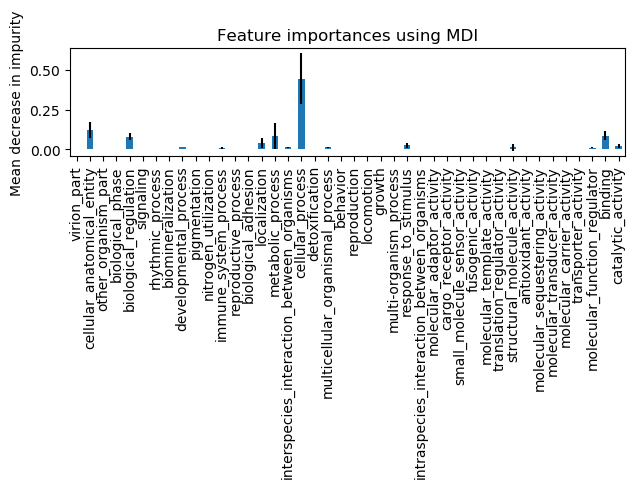 Feature importances using MDI
Mean decrease in impurity
0.50
0.25
0.00
virion_part
cellular_anatomical_entity
other_organism_part
biological_phase
biological_regulation
signaling
rhythmic_process
biomineralization
developmental_process
pigmentation
nitrogen_utilization
immune_system_process
reproductive_process
biological_adhesion
localization
metabolic_process
interspecies_interaction_between_organisms
cellular_process
detoxification
multicellular_organismal_process
behavior
reproduction
locomotion
growth
multi-organism_process
response_to_stimulus
intraspecies_interaction_between_organisms
molecular_adaptor_activity
cargo_receptor_activity
small_molecule_sensor_activity
fusogenic_activity
molecular_template_activity
translation_regulator_activity
structural_molecule_activity
antioxidant_activity
molecular_sequestering_activity
molecular_transducer_activity
molecular_carrier_activity
transporter_activity
molecular_function_regulator
binding
catalytic_activity